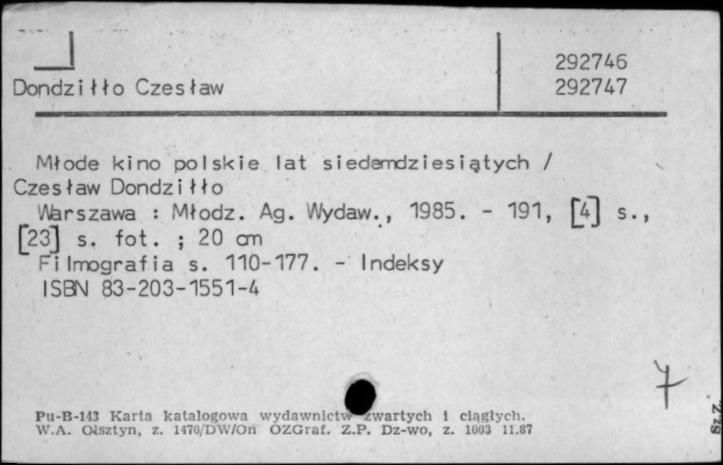 292746
Dondziłło Czesław 292747
Młode kino polskie lat siedemdziesiątych /
Czesław Dondziłło
Warszawa : Młodz. Ag. Wydaw., 1985. - 191, [4] s.,
[23] s. fot. ; 20 cm
Filmografia s. 110-177. - Indeksy
ISBN 83-203-1551-4
7
Pu-B-143 Karta katalogowa wydawnictw zwartych i ciągłych.
W.A. Olsztyn, z. 1470/DW/On OZGraf. Z.P. Dz-wo, z. 1003 11.87
Sz.Z.